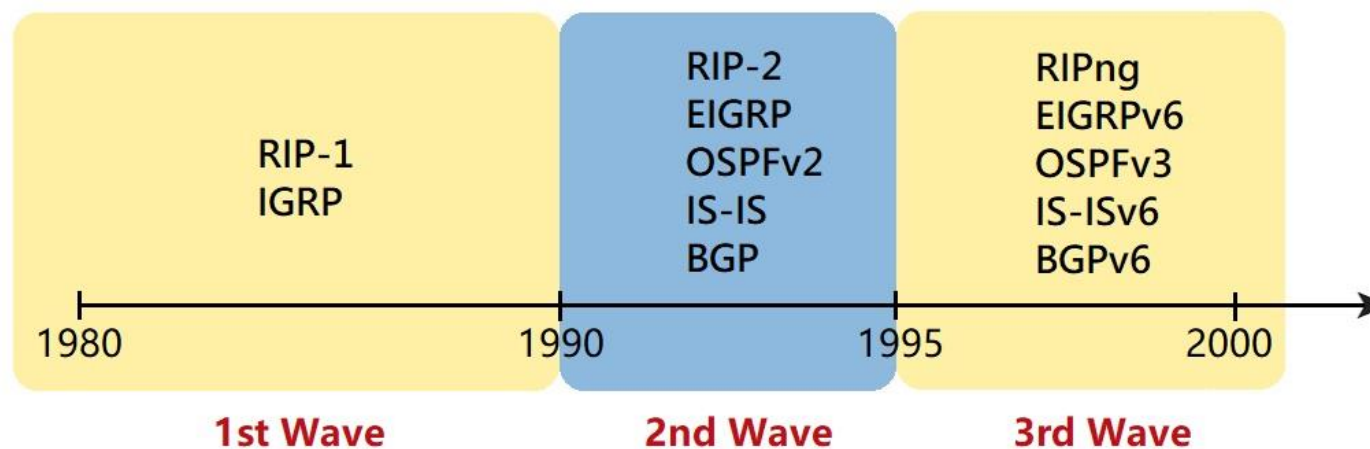 RIP-1
IGRP
RIP-2
EIGRP
OSPFv2
IS-IS
BGP
RIPng
EIGRPv6
OSPFv3
IS-ISv6
BGPv6
1980
1990
1995
2000
1st Wave
2nd Wave
3rd Wave